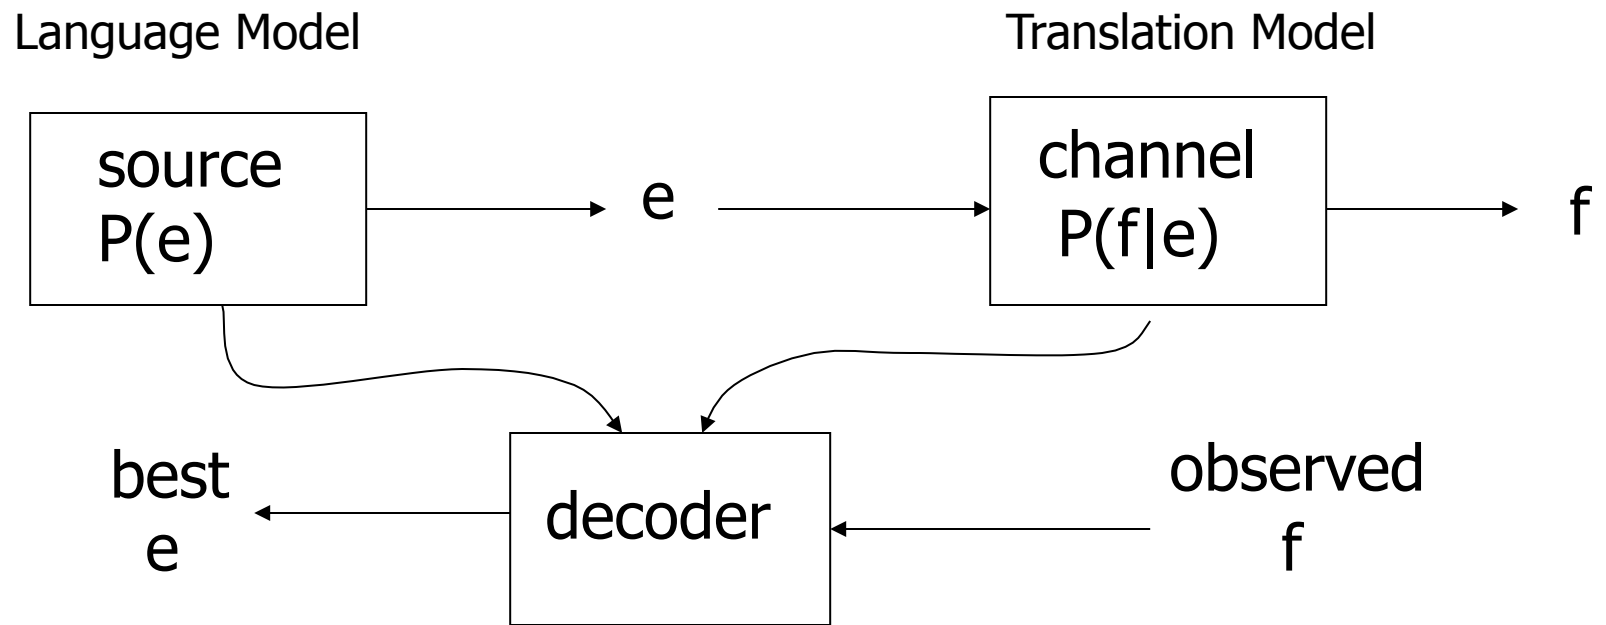 Language Model
Translation Model
source
P(e)
e
channel
P(f|e)
f
best
e
decoder
observed
f